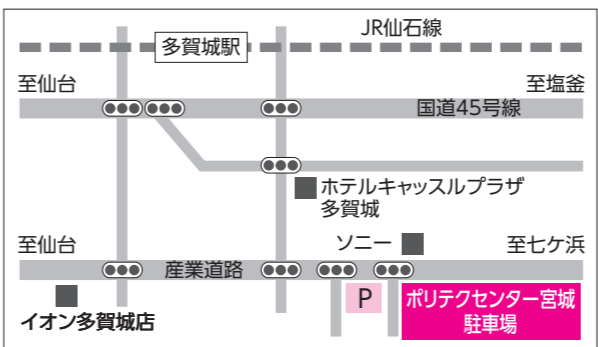 JR仙石線
多賀城駅
至仙台
至塩釜
国道45号線
ホテルキャッスルプラザ
多賀城
至仙台
ソニー
至七ケ浜
産業道路
P
ポリテクセンター宮城
駐車場
イオン多賀城店